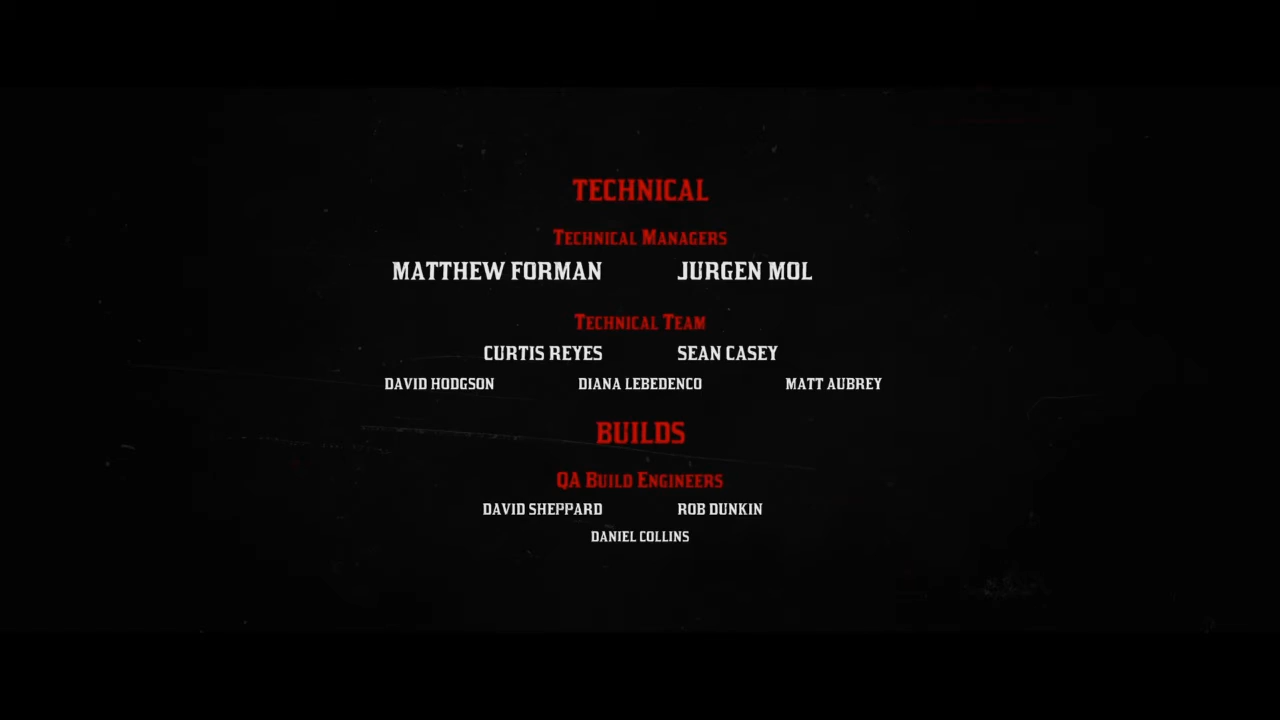 TECHNICAL
TECHNICAL MANAGERS
MATTHEW FORMAN JURGEN MOL
TECHNICAL TEAM
CURTIS REYES SEAN CASEY
DAVID HODGSON DIANA LEBEDENCO MATT AUBREY
BUILDS
QA BUILD ENGINEERS
DAVID SHEPPARD ROB DUNKIN
DANIEL COLLINS